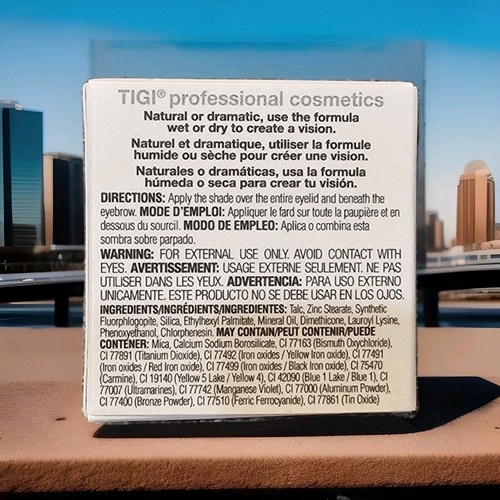 TIGI® professional cosmetics
Natural or dramatic, use the formula
wet or dry to create a vision.
Naturel et dramatique, utiliser la formule
humide ou sèche pour créer une vision.
Naturales o dramáticas, usa la formula
húmeda o seca para crear tu visión.
DIRECTIONS: Apply the shade over the entire eyelid and beneath the
eyebrow. MODE D'EMPLOI: Appliquer le fard sur toute la paupière et en
dessous du sourcil. MODO DE EMPLEO: Aplica o combina esta
sombra sobre parpado.
WARNING: FOR EXTERNAL USE ONLY. AVOID CONTACT WITH
EYES. AVERTISSEMENT: USAGE EXTERNE SEULEMENT. NE PAS
UTILISER DANS LES YEUX. ADVERTENCIA: PARA USO EXTERNO
UNICAMENTE. ESTE PRODUCTO NO SE DEBE USAR EN LOS OJOS.
INGREDIENTS/INGRÉDIENTS/INGREDIENTES: Talc, Zinc Stearate, Synthetic
Fluorphlogopite, Silica, Ethylhexyl Palmitate, Mineral Oil, Dimethicone, Lauroyl Lysine,
Phenoxyethanol, Chlorphenesin. MAY CONTAIN/PEUT CONTENIR/PUEDE
CONTÉNER: Mica, Calcium Sodium Borosilicate, CI 77163 (Bismuth Oxychloride),
CI 77891 (Titanium Dioxide), CI 77492 (Iron oxides / Yellow Iron Oxide), CI 77491
(Iron oxides / Red Iron Oxide), CI 77499 (Iron oxides / Black Iron Oxide), CI 75470
(Carmine), CI 19140 (Yellow 5 Lake / Yellow 4), CI 42090 (Blue 1 Lake / Blue 1), CI
77007 (Ultramarines), CI 77742 (Manganese Violet), CI 77000 (Aluminum Powder),
CI 77400 (Bronze Powder), CI 77510 (Ferric Ferrocyanide), CI 77861 (Tin Oxide)